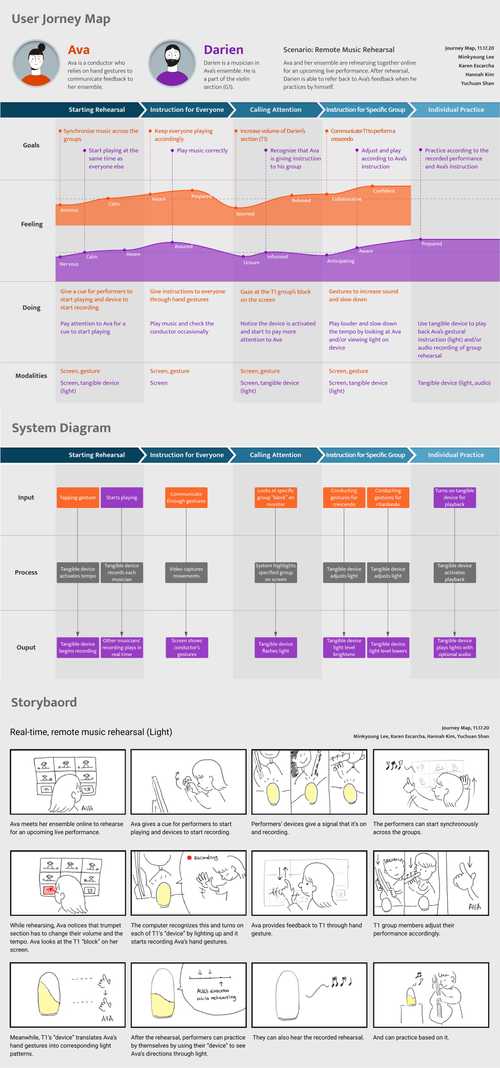 User Jorney Map
Ava
Ava is a conductor who
relies on hand gestures to
communicate feedback to
her ensemble.
Darien
Darien is a musician in
Ava's ensemble. He is
a part of the violin
section (G1).
Scenario: Remote Music Rehearsal
Ava and her ensemble are rehearsing together online
for an upcoming live performance. After rehearsal,
Darien is able to refer back to Ava's feedback when he
practices by himself.
Journey Map, 11.17.20
Minkyoung Lee
Karen Escarcha
Hannah Kim
Yuchuan Shan
Starting Rehearsal
Instruction for Everyone
Calling Attention
Instruction for Specific Group
Individual Practice
Goals
Synchronise music across the
groups
Start playing at the
same time as
everyone else
Keep everyone playing
accordingly
Play music correctly
Increase volume of Darien's
section (T1)
Recognize that Ava
is giving instruction
to his group
Adjust and play
according to Ava's
instruction
Practice according to the
recorded performance
and Ava's instruction
Feeling
Anxious
Calm
Aware
Prepared
Worried
Relieved
Collaborative
Confident
Nervous
Calm
Aware
Assured
Unsure
Informed
Anticipating
Aware
Prepared
Doing
Give a cue for performers to
start playing and device to
start recording
Give instructions to everyone
through hand gestures
Gaze at the T1 group's block
on the screen
Gestures to increase sound
and slow down
Pay attention to Ava for a
cue to start playing
Play music and check the
conductor occasionally
Notice the device is activated
and start to pay more
attention to Ava
Play louder and slow down
the tempo by looking at Ava
and/or viewing light on
device
Use tangible device to play
back Ava's gestural
instruction (light) and/or
audio recording of group
rehearsal
Modalities
Screen, gesture
Screen, gesture
Screen, gesture
Screen, gesture
Screen, tangible device
(light)
Screen
Screen, tangible device
(light)
Screen, tangible device
(light)
Tangible device (light, audio)
System Diagram
Starting Rehearsal
Instruction for Everyone
Calling Attention
Instruction for Specific Group
Individual Practice
Input
Tapping gesture
Starts playing
Communicate
through gestures
Looks at specific
group "block" on
monitor
Conducting
gestures for
crescendo
Conducting
gestures for
ritardando
Turns on tangible
device for
playback
Process
Tangible device
activates tempo
Tangible device
records each
musician
Video captures
movements
System highlights
specified group
on screen
Tangible device
adjusts light
Tangible device
adjusts light
Tangible device
activates
playback
Ouput
Tangible device
begins recording
Other musicians'
recording plays in
real time
Screen shows
conductor's
gestures
Tangible device
flashes light
Tangible device
light level
brightens
Tangible device
light level lowers
Tangible device
plays lights with
optional audio
Storybaord
Real-time, remote music rehearsal (Light)
Journey Map, 11.17.20
Minkyoung Lee, Karen Escarcha, Hannah Kim, Yuchuan Shan
AVA
Ava meets her ensemble online to rehearse
for an upcoming live performance.
Ava gives a cue for performers to start
playing and devices to start recording.
Performers' devices give a signal that it's on
and recording.
The performers can start synchronously
across the groups.
Recording
AVA
While rehearsing, Ava notices that trumpet
section has to change their volume and the
tempo. Ava looks at the T1 "block" on her
screen.
The computer recognizes this and turns on
each of T1's "device" by lighting up and it
starts recording Ava's hand gestures.
Ava provides feedback to T1 through hand
gesture.
T1 group members adjust their
performance accordingly.
AVA
AVA's direction
while rehearsing
Meanwhile, T1's "device" translates Ava's
hand gestures into corresponding light
patterns.
After the rehearsal, performers can practice
by themselves by using their "device" to see
Ava's directions through light.
They can also hear the recorded rehearsal.
And can practice based on it.